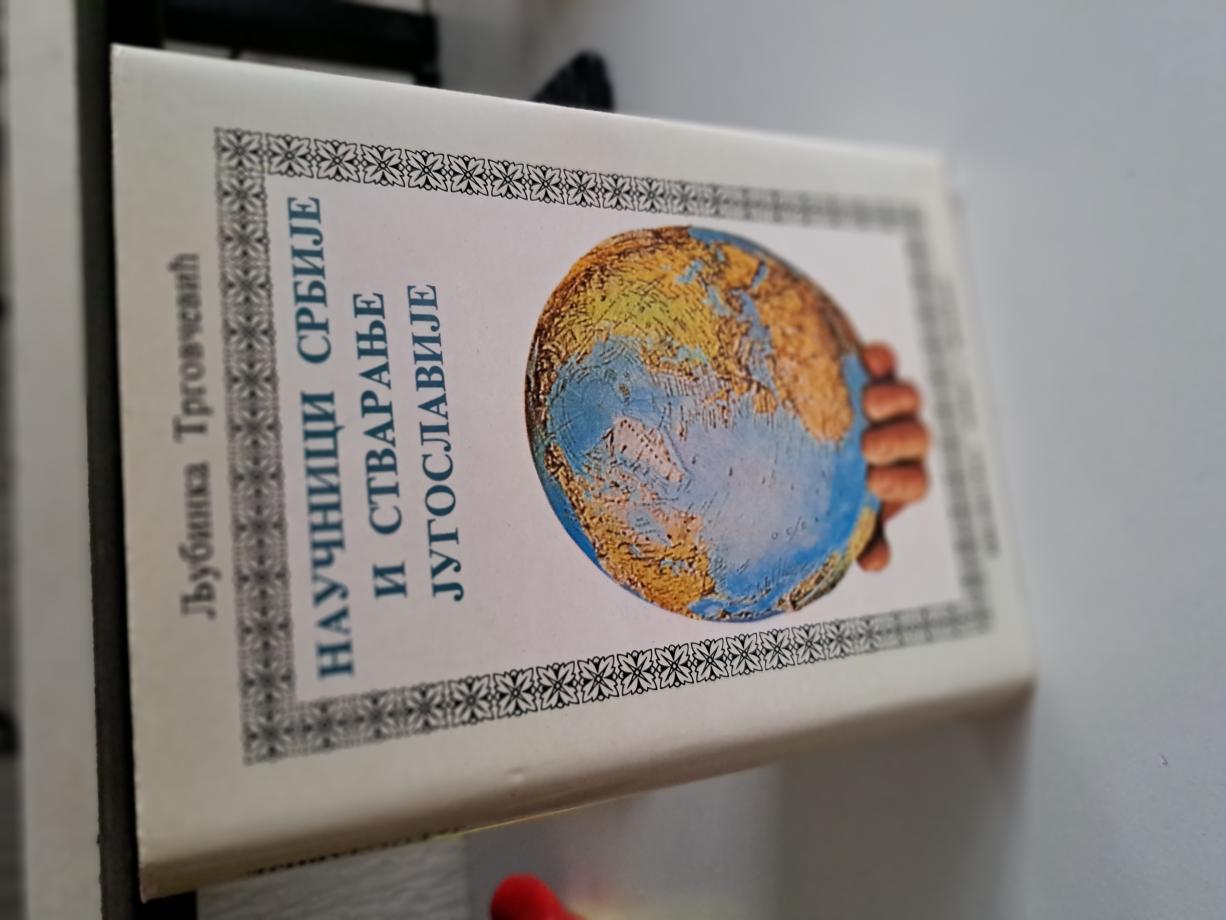 Љубинка Трговчевић
НАУЧНИЦИ СРБИЈЕ
И СТВАРАЊЕ
ЈУГОСЛАВИЈЕ